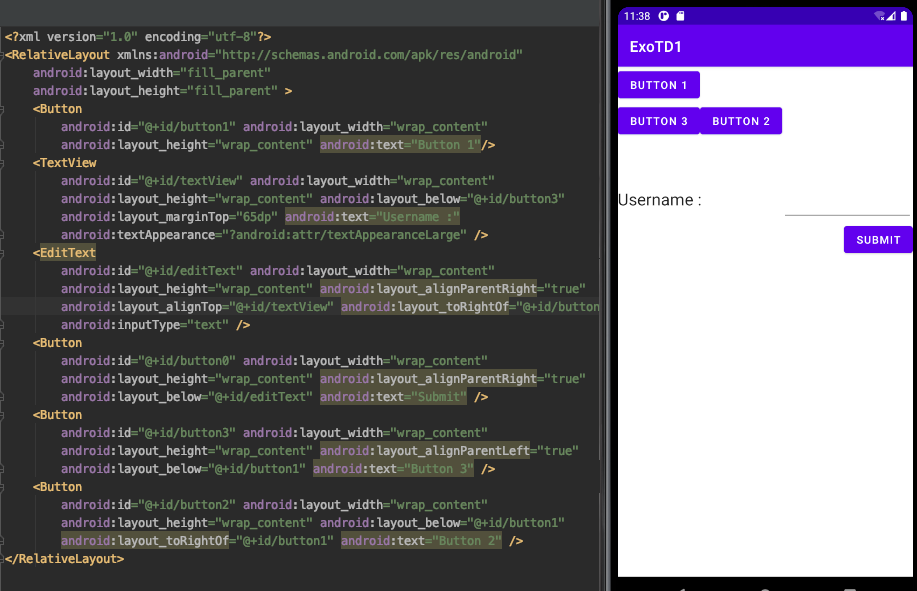 <?xml version="1.0" encoding="utf-8"?>
<RelativeLayout xmlns:android="http://schemas.android.com/apk/res/android"
    android:layout_width="fill_parent"
    android:layout_height="fill_parent" >
    <Button
        android:id="@+id/button1" android:layout_width="wrap_content"
        android:layout_height="wrap_content" android:text="Button 1"/>
    <TextView
        android:id="@+id/textView" android:layout_width="wrap_content"
        android:layout_height="wrap_content" android:layout_below="@+id/button3"
        android:layout_marginTop="65dp" android:text="Username :"
        android:textAppearance="?android:attr/textAppearanceLarge" />
    <EditText
        android:id="@+id/editText" android:layout_width="wrap_content"
        android:layout_height="wrap_content" android:layout_alignParentRight="true"
        android:layout_alignTop="@+id/textView" android:layout_toRightOf="@+id/button
        android:inputType="text" />
    <Button
        android:id="@+id/button0" android:layout_width="wrap_content"
        android:layout_height="wrap_content" android:layout_alignParentRight="true"
        android:layout_below="@+id/editText" android:text="Submit" />
    <Button
        android:id="@+id/button3" android:layout_width="wrap_content"
        android:layout_height="wrap_content" android:layout_alignParentLeft="true"
        android:layout_below="@+id/button1" android:text="Button 3" />
    <Button
        android:id="@+id/button2" android:layout_width="wrap_content"
        android:layout_height="wrap_content" android:layout_below="@+id/button1"
        android:layout_toRightOf="@+id/button1" android:text="Button 2" />
</RelativeLayout>
11:38
ExoTD1
BUTTON 1
BUTTON 3 BUTTON 2
Username :
SUBMIT